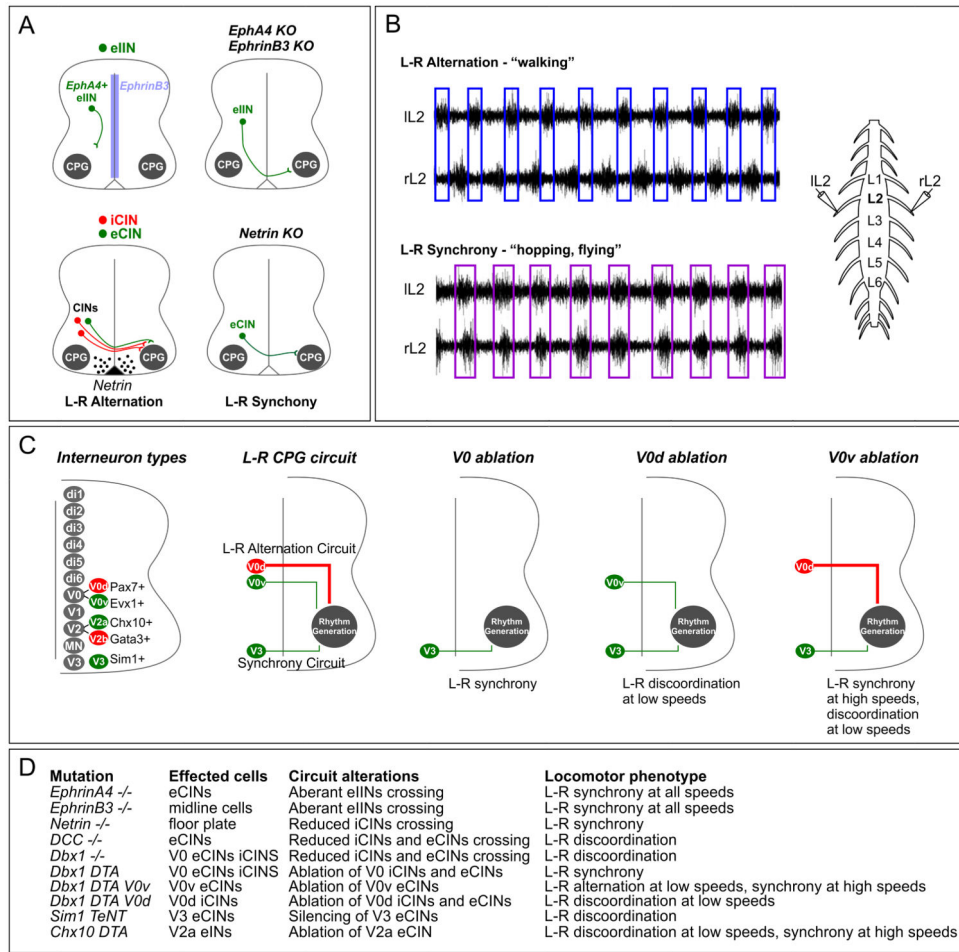 A
eIIN
EphA4+
eIIN
EphrinB3
CPG
CPG
EphA4 KO
EphrinB3 KO
eIIN
CPG
CPG
iCIN
eCIN
CINs
CPG
CPG
Netrin
L-R Alternation
Netrin KO
eCIN
CPG
CPG
L-R Synchony
B
L-R Alternation - “walking”
lL2
rL2
L-R Synchrony - “hopping, flying”
lL2
rL2
lL2
rL2
L1
L2
L3
L4
L5
L6
C
Interneuron types
di1
di2
di3
di4
di5
di6
V0
V1
V2
MN
V3
V0d Pax7+
V0v Evx1+
V2a Chx10+
V2b Gata3+
V3 Sim1+
L-R CPG circuit
L-R Alternation Circuit
V0d
V0v
Rhythm
Generation
V3
Synchrony Circuit
V0 ablation
Rhythm
Generation
V3
L-R synchrony
V0d ablation
V0v
Rhythm
Generation
V3
L-R discoordination
at low speeds
V0v ablation
V0d
Rhythm
Generation
V3
L-R synchrony
at high speeds,
discoordination
at low speeds
D
Mutation Effected cells Circuit alterations Locomotor phenotype
EphrinA4 -/- eCINs Aberant eIINs crossing L-R synchrony at all speeds
EphrinB3 -/- midline cells Aberant eIINs crossing L-R synchrony at all speeds
Netrin -/- floor plate Reduced iCINs crossing L-R synchrony
DCC -/- eCINs Reduced iCINs and eCINs crossing L-R discordination
Dbx1 -/- V0 eCINs iCINS Reduced iCINs and eCINs crossing L-R discordination
Dbx1 DTA V0 eCINs iCINS Ablation of V0 iCINs and eCINs L-R synchrony
Dbx1 DTA V0v V0v eCINs Ablation of V0v eCINs L-R alternation at low speeds, synchrony at high speeds
Dbx1 DTA V0d V0d iCINs Ablation of V0d iCINs and eCINs L-R discordination at low speeds
Sim1 TeNT V3 eCINs Silencing of V3 eCINs L-R discordination
Chx10 DTA V2a eINs Ablation of V2a eCIN L-R discordination at low speeds, synchrony at high speeds